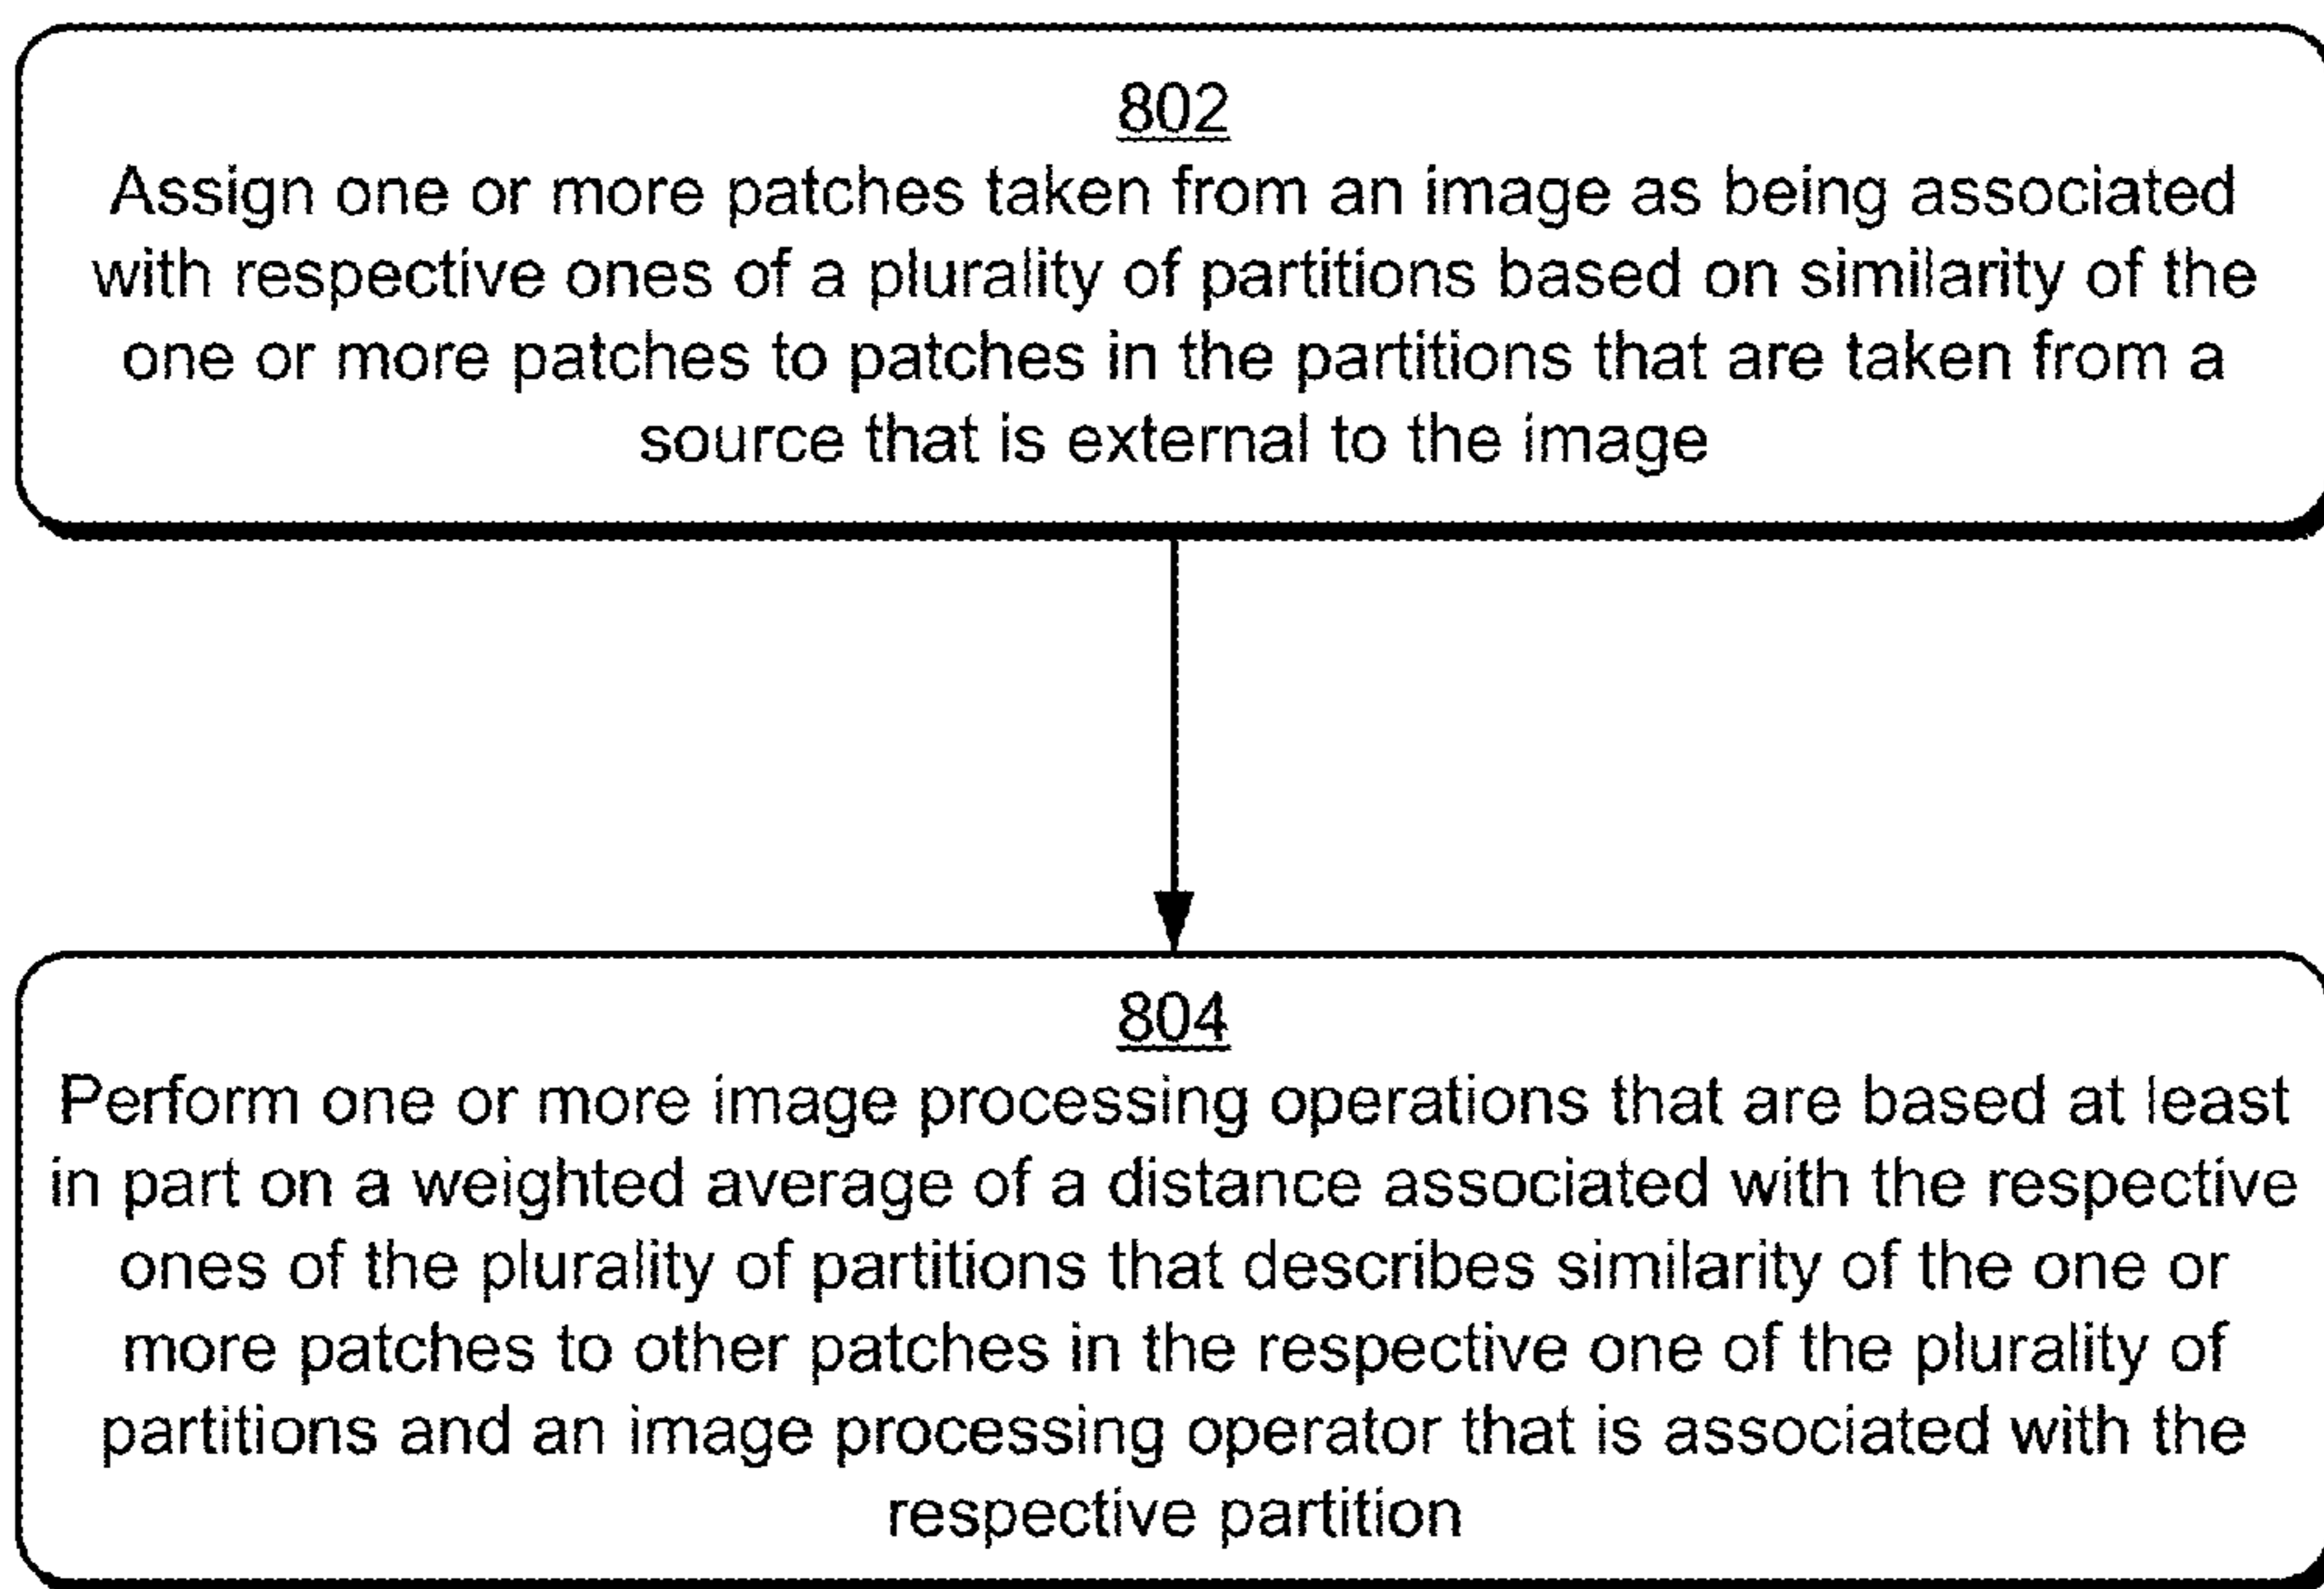 802
Assign one or more patches taken from an image as being associated
with respective ones of a plurality of partitions based on similarity of the
one or more patches to patches in the partitions that are taken from a
source that is external to the image
804
Perform one or more image processing operations that are based at least
in part on a weighted average of a distance associated with the respective
ones of the plurality of partitions that describes similarity of the one or
more patches to other patches in the respective one of the plurality of
partitions and an image processing operator that is associated with the
respective partition